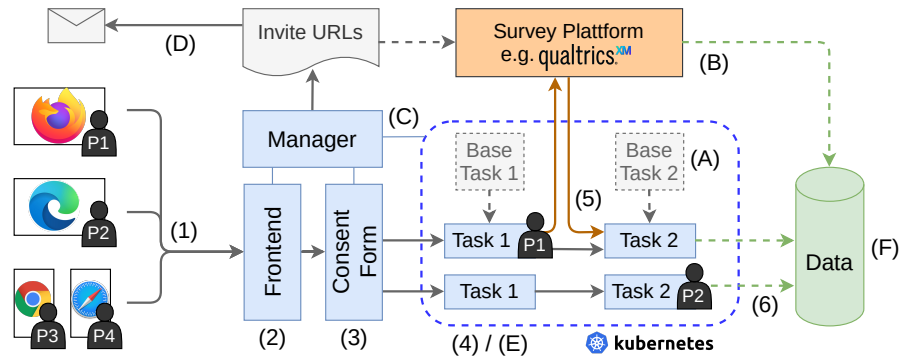 (D)
Invite URLs
Survey Plattform
e.g. qualtrics.XM
(B)
P1
Manager
(C)
Base
Task 1
Base
Task 2
(A)
P2
(1)
Frontend
Consent
Form
Task 1
P1
(5)
Task 2
Data
(F)
P3
P4
Task 1
Task 2
P2
(6)
(2)
(3)
(4) / (E)
kubernetes